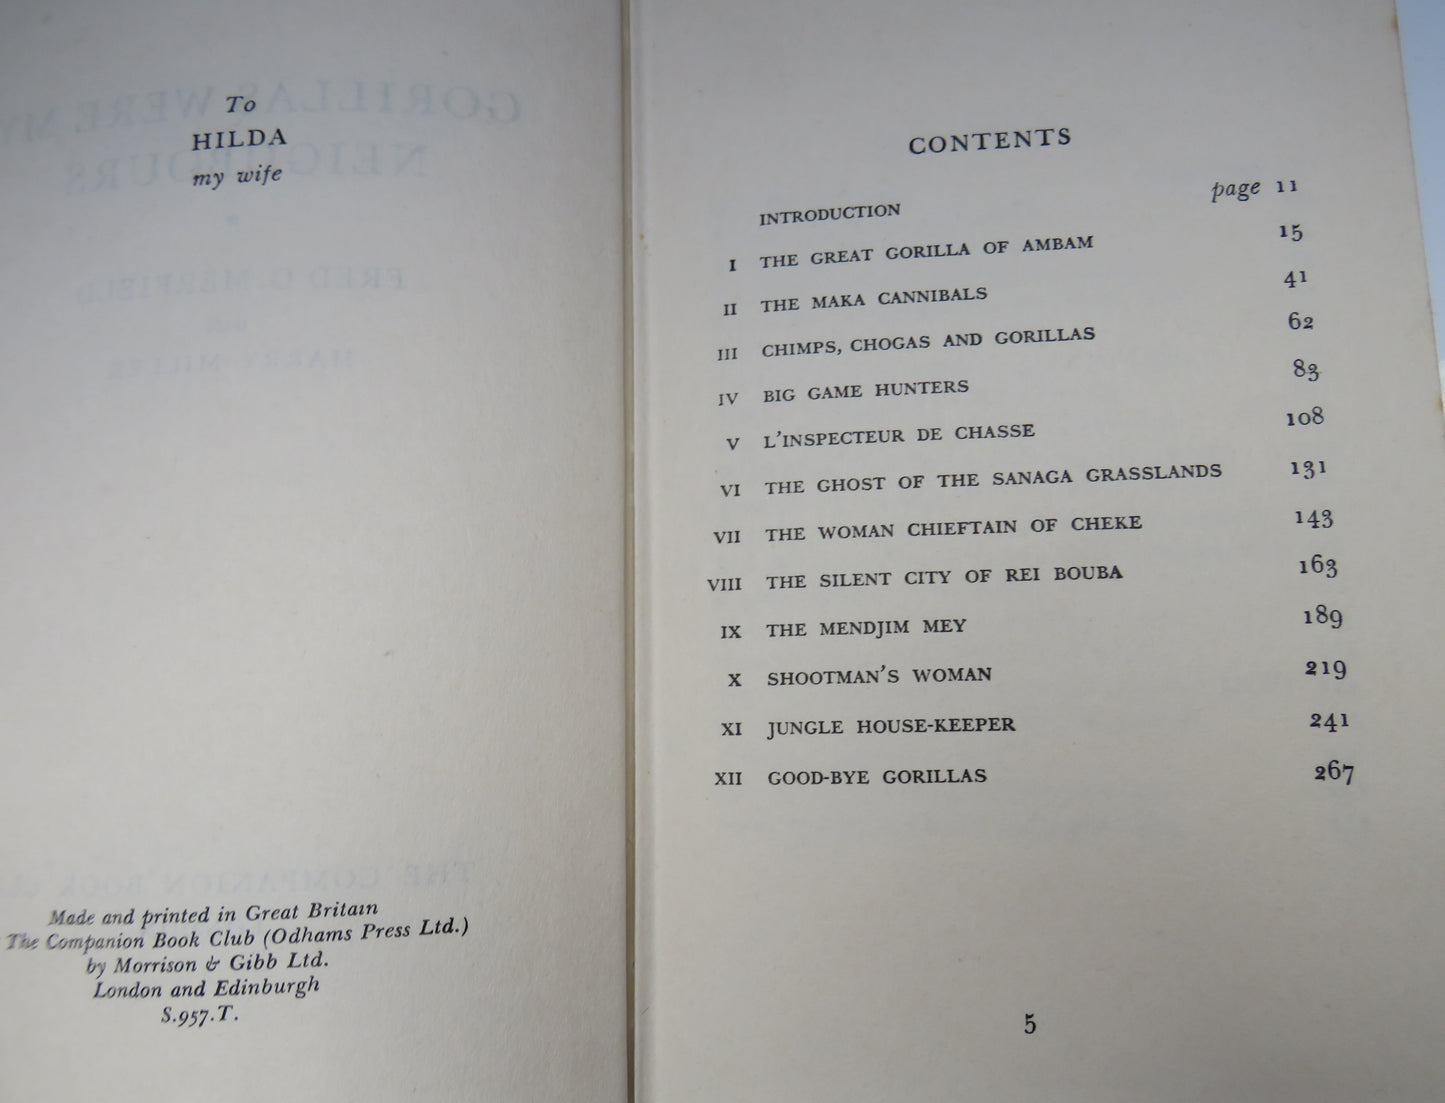 To
HILDA
my wife
Made and printed in Great Britain
The Companion Book Club (Odhams Press Ltd.)
by Morrison & Gibb Ltd.
London and Edinburgh
S.957.T.
CONTENTS
INTRODUCTION page 11
I THE GREAT GORILLA OF AMBAM 15
II THE MAKA CANNIBALS 41
III CHIMPS, CHOGAS AND GORILLAS 62
IV BIG GAME HUNTERS 83
V L'INSPECTEUR DE CHASSE 108
VI THE GHOST OF THE SANAGA GRASSLANDS 131
VII THE WOMAN CHIEFTAIN OF CHEKE 143
VIII THE SILENT CITY OF REI BOUBA 163
IX THE MENDJIM MEY 189
X SHOOTMAN'S WOMAN 219
XI JUNGLE HOUSE-KEEPER 241
XII GOOD-BYE GORILLAS 267
5